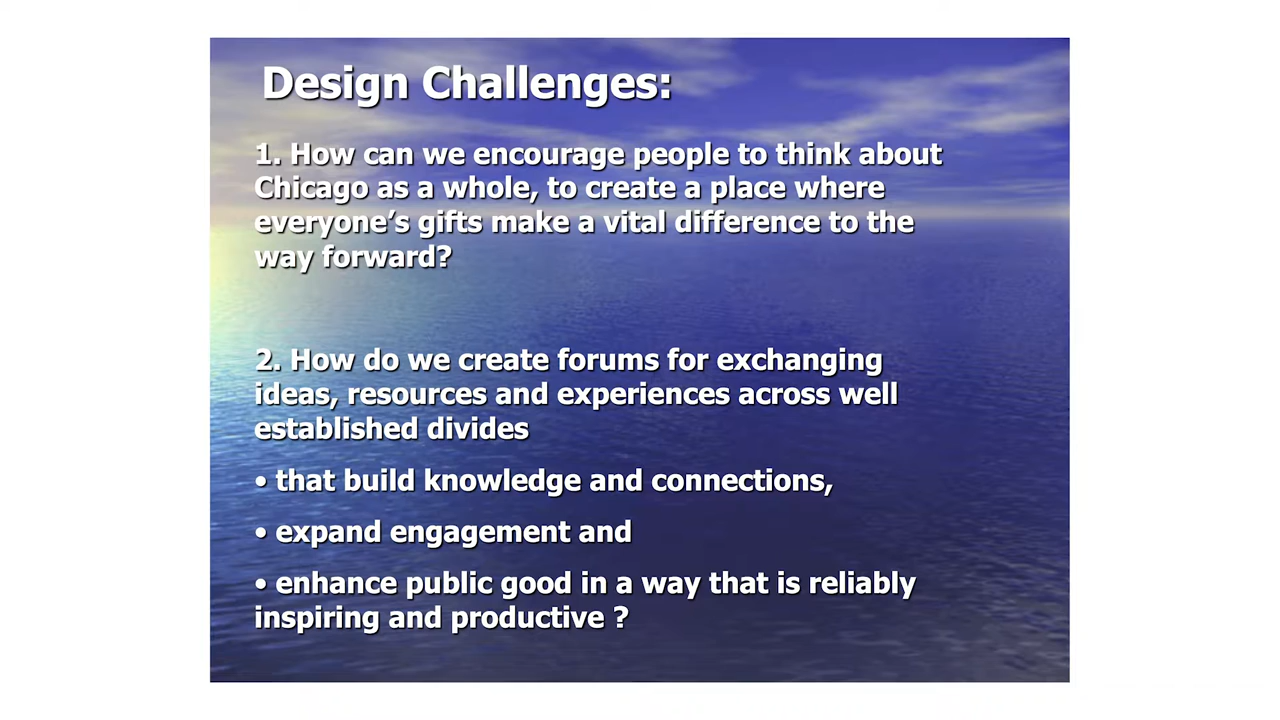 Design Challenges:
1. How can we encourage people to think about
Chicago as a whole, to create a place where
everyone’s gifts make a vital difference to the
way forward?
2. How do we create forums for exchanging
ideas, resources and experiences across well
established divides
• that build knowledge and connections,
• expand engagement and
• enhance public good in a way that is reliably
inspiring and productive ?